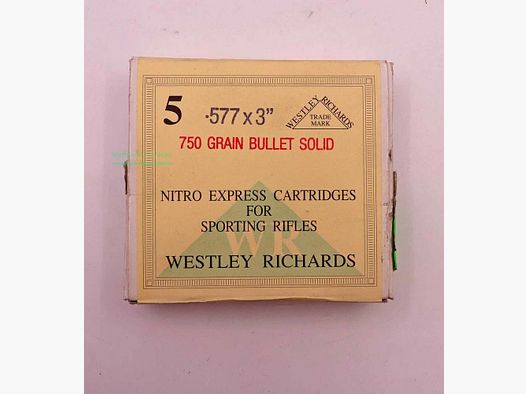 5
·577 x 3"
WESTLEY RICHARDS
TRADE
MARK
750 GRAIN BULLET SOLID
NITRO EXPRESS CARTRIDGES
FOR
SPORTING RIFLES
WR
WESTLEY RICHARDS